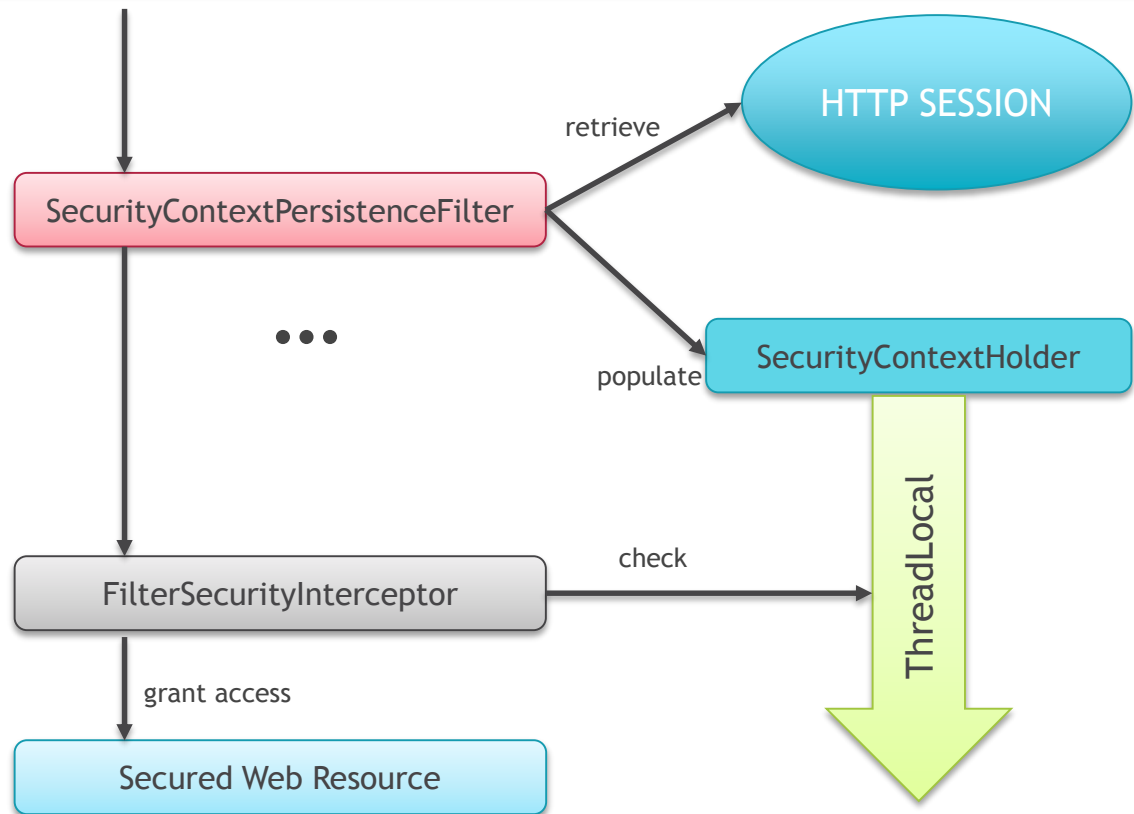 HTTP SESSION
retrieve
SecurityContextPersistenceFilter
•••
SecurityContextHolder
populate
ThreadLocal
check
FilterSecurityInterceptor
grant access
Secured Web Resource